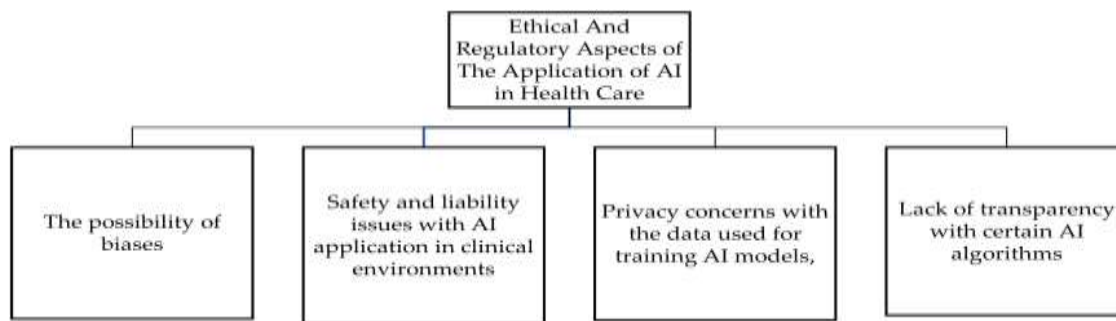 Ethical And
Regulatory Aspects of
The Application of AI
in Health Care
The possibility of
biases
Safety and liability
issues with AI
application in clinical
environments
Privacy concerns with
the data used for
training AI models,
Lack of transparency
with certain AI
algorithms